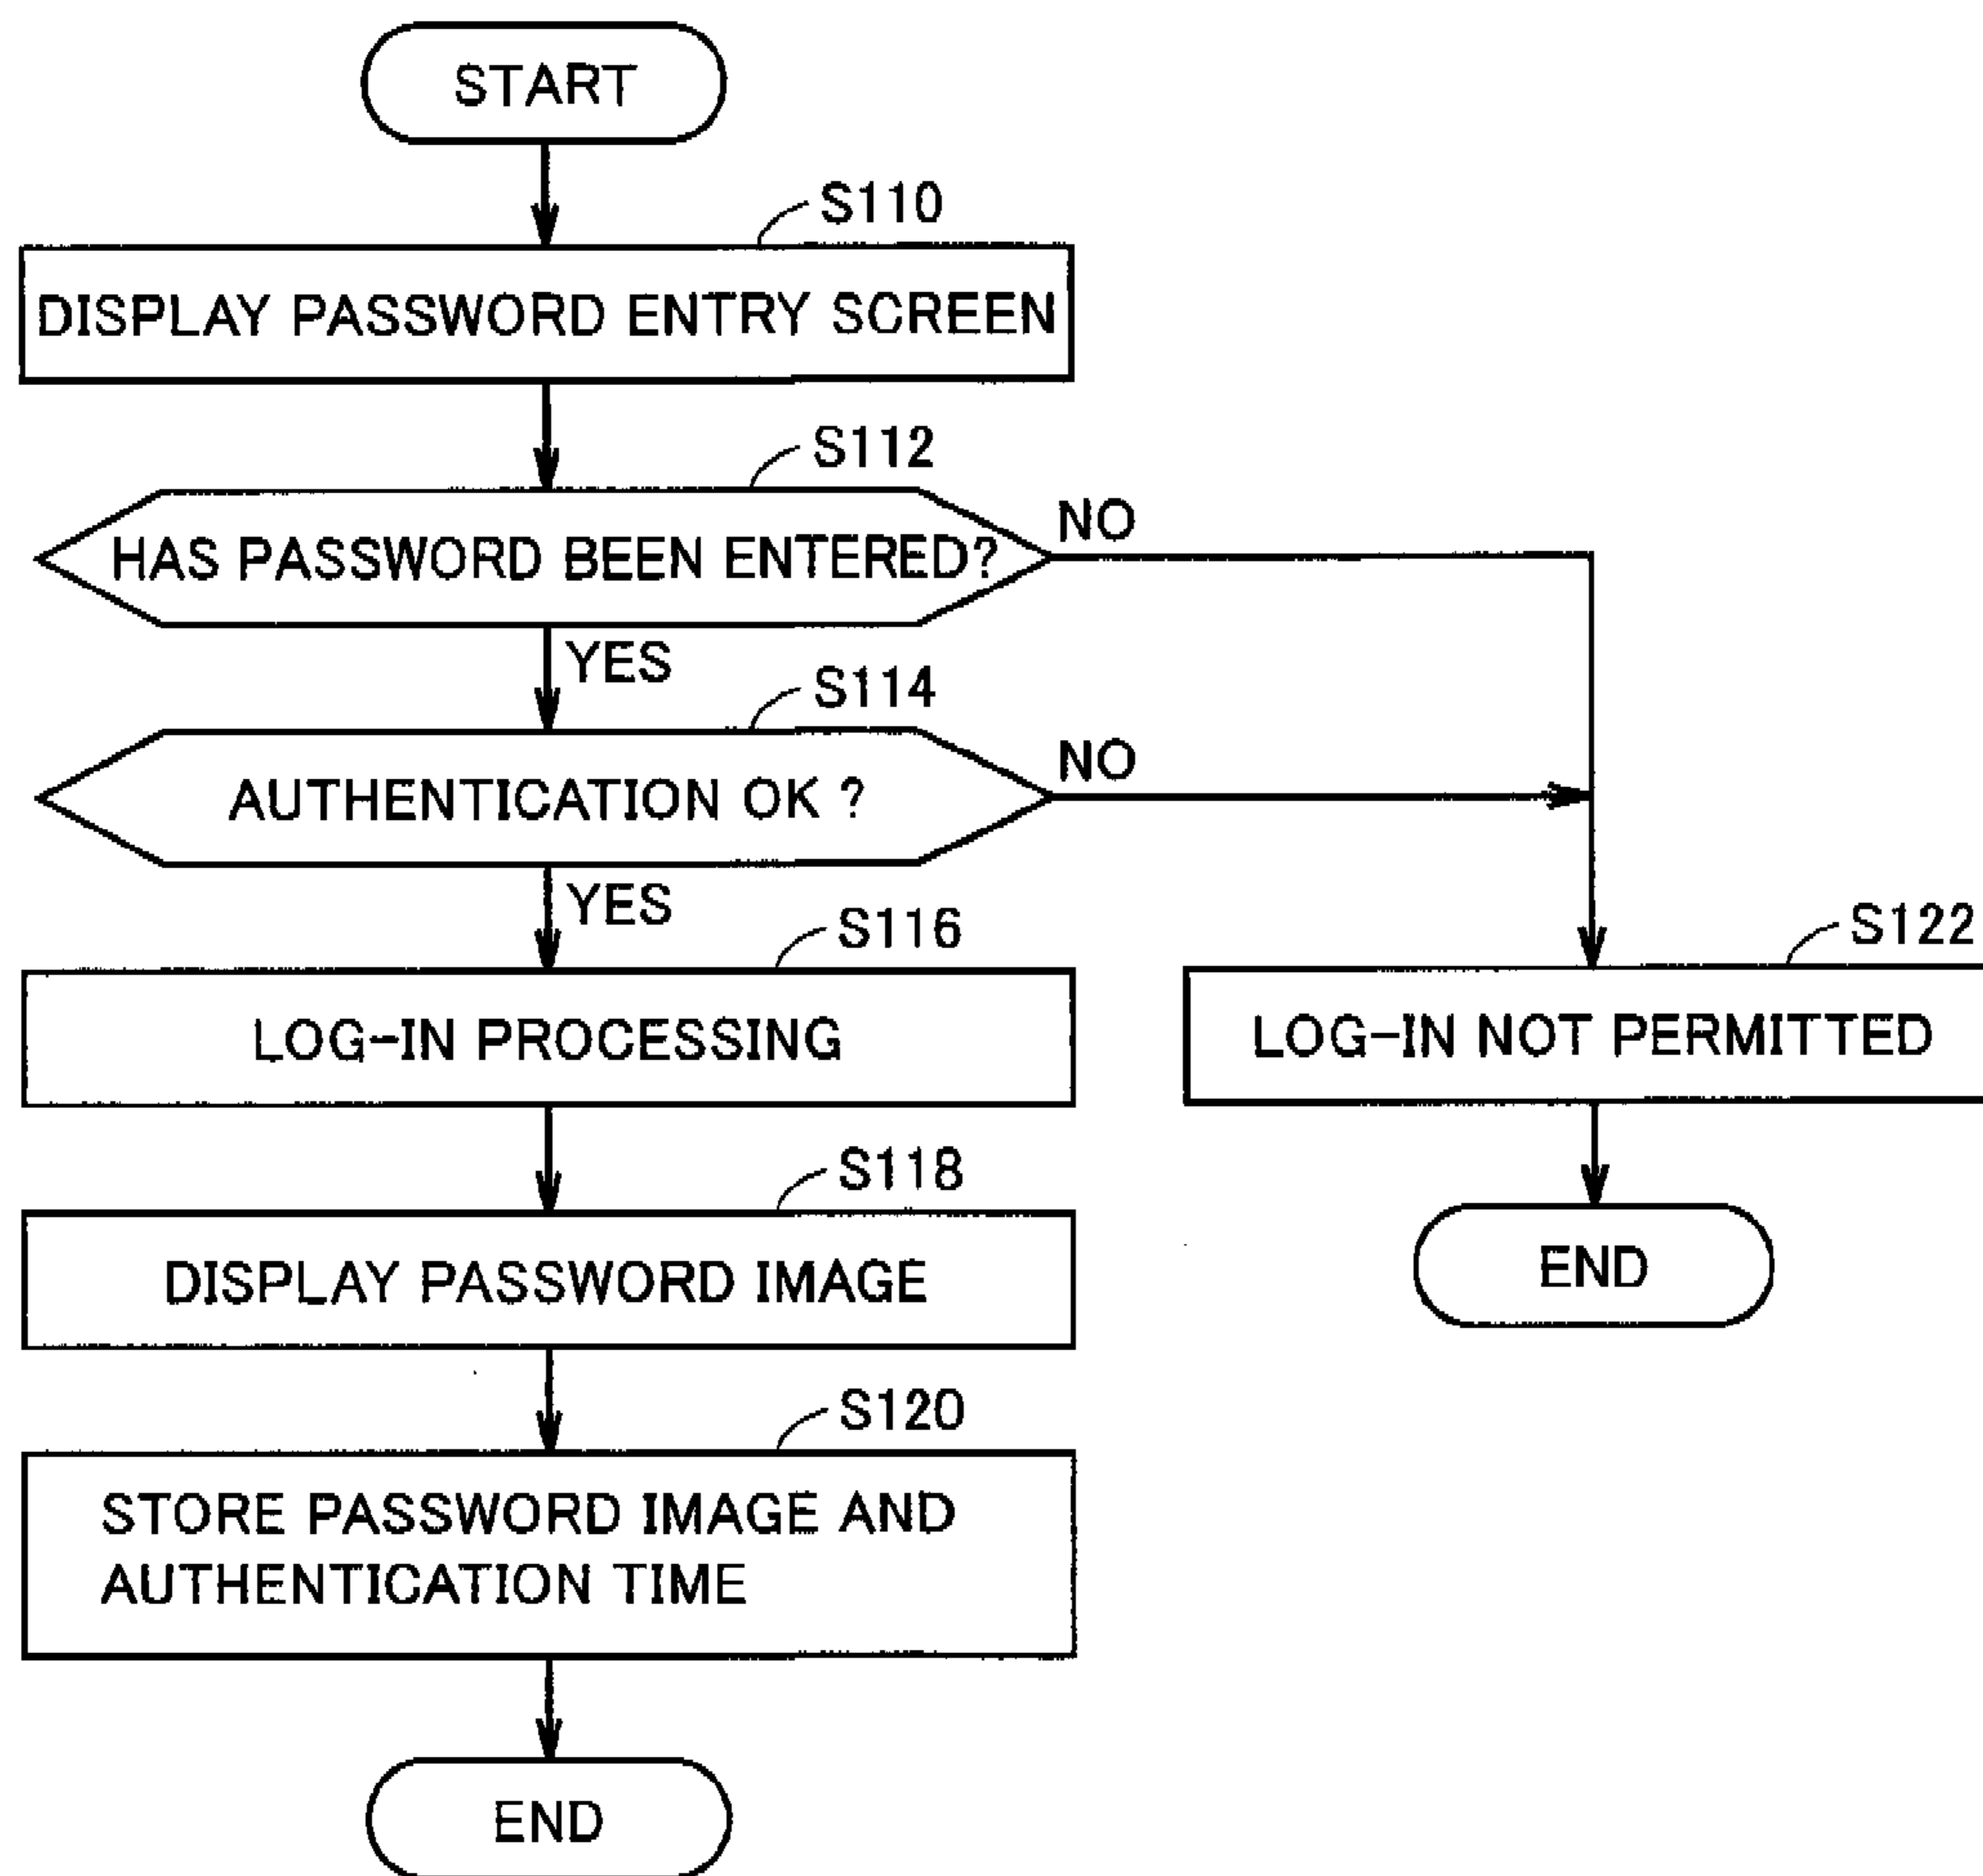 START
S110
DISPLAY PASSWORD ENTRY SCREEN
S112
HAS PASSWORD BEEN ENTERED?
NO
YES
S114
AUTHENTICATION OK ?
NO
YES
S116
LOG-IN PROCESSING
S122
LOG-IN NOT PERMITTED
S118
DISPLAY PASSWORD IMAGE
END
S120
STORE PASSWORD IMAGE AND
AUTHENTICATION TIME
END